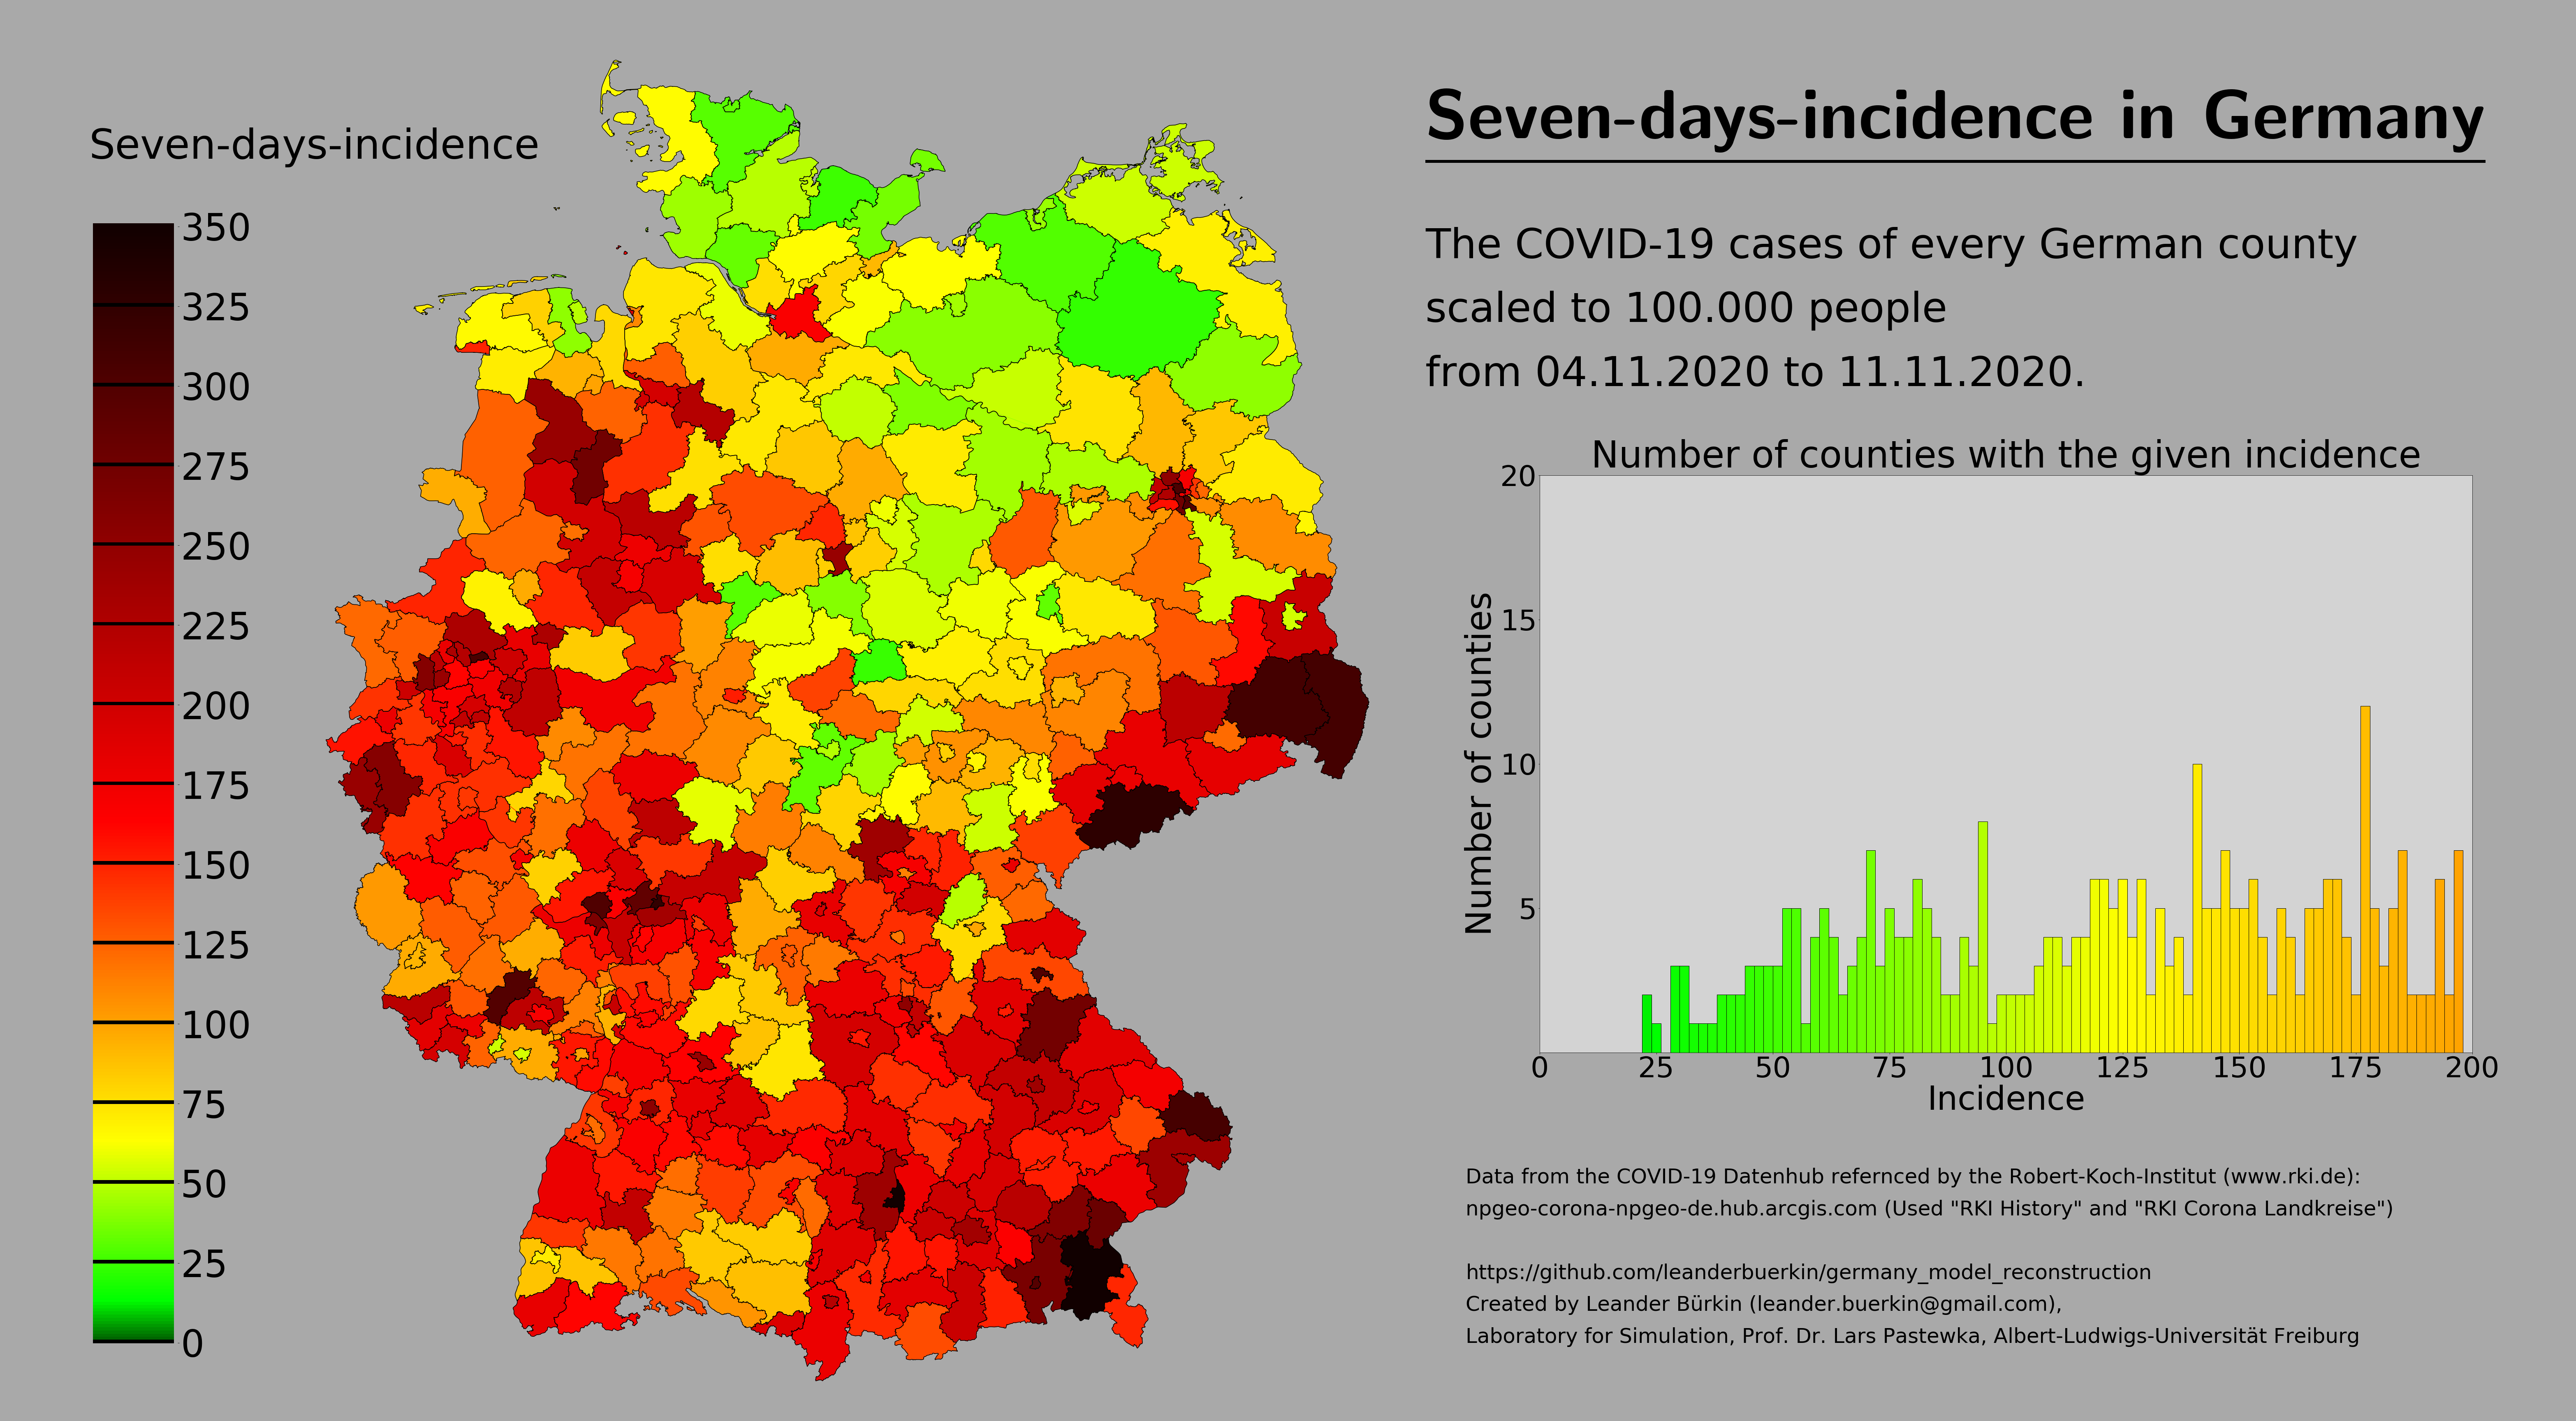 Seven-days-incidence
350
325
300
275
250
225
200
175
150
125
100
75
50
25
0
Seven-days-incidence in Germany
The COVID-19 cases of every German county
scaled to 100.000 people
from 04.11.2020 to 11.11.2020.
Number of counties with the given incidence
20
15
10
5
Number of counties
0 25 50 75 100 125 150 175 200
Incidence
Data from the COVID-19 Datenhub refernced by the Robert-Koch-Institut (www.rki.de):
npgeo-corona-npgeo-de.hub.arcgis.com (Used "RKI History" and "RKI Corona Landkreise")
https://github.com/leanderbuerkin/germany_model_reconstruction
Created by Leander Bürkin (leander.buerkin@gmail.com),
Laboratory for Simulation, Prof. Dr. Lars Pastewka, Albert-Ludwigs-Universität Freiburg